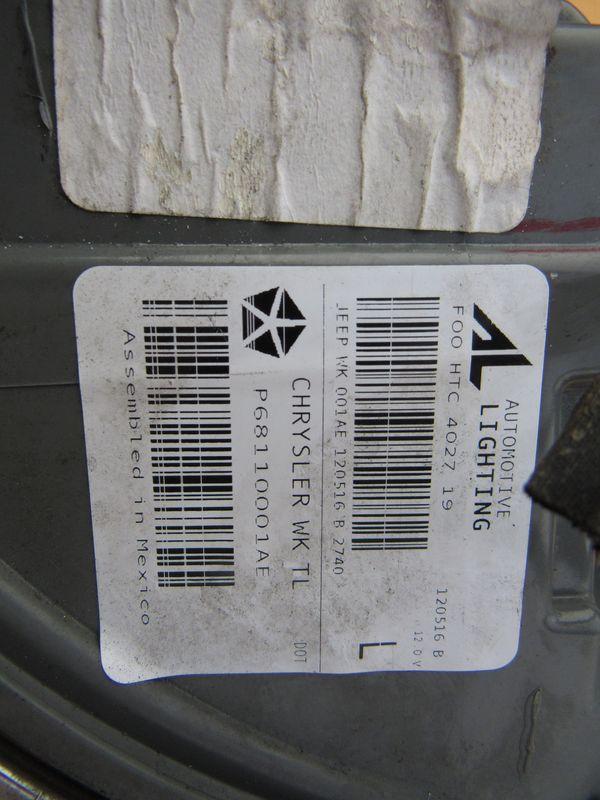 AL AUTOMOTIVE
LIGHTING
FOO HTC 4027 19
120516 B
12.0 V
L
JEEP WK 001AE 120516 B 2740
CHRYSLER WK TL
DOT
P68110001AE
Assembled in Mexico